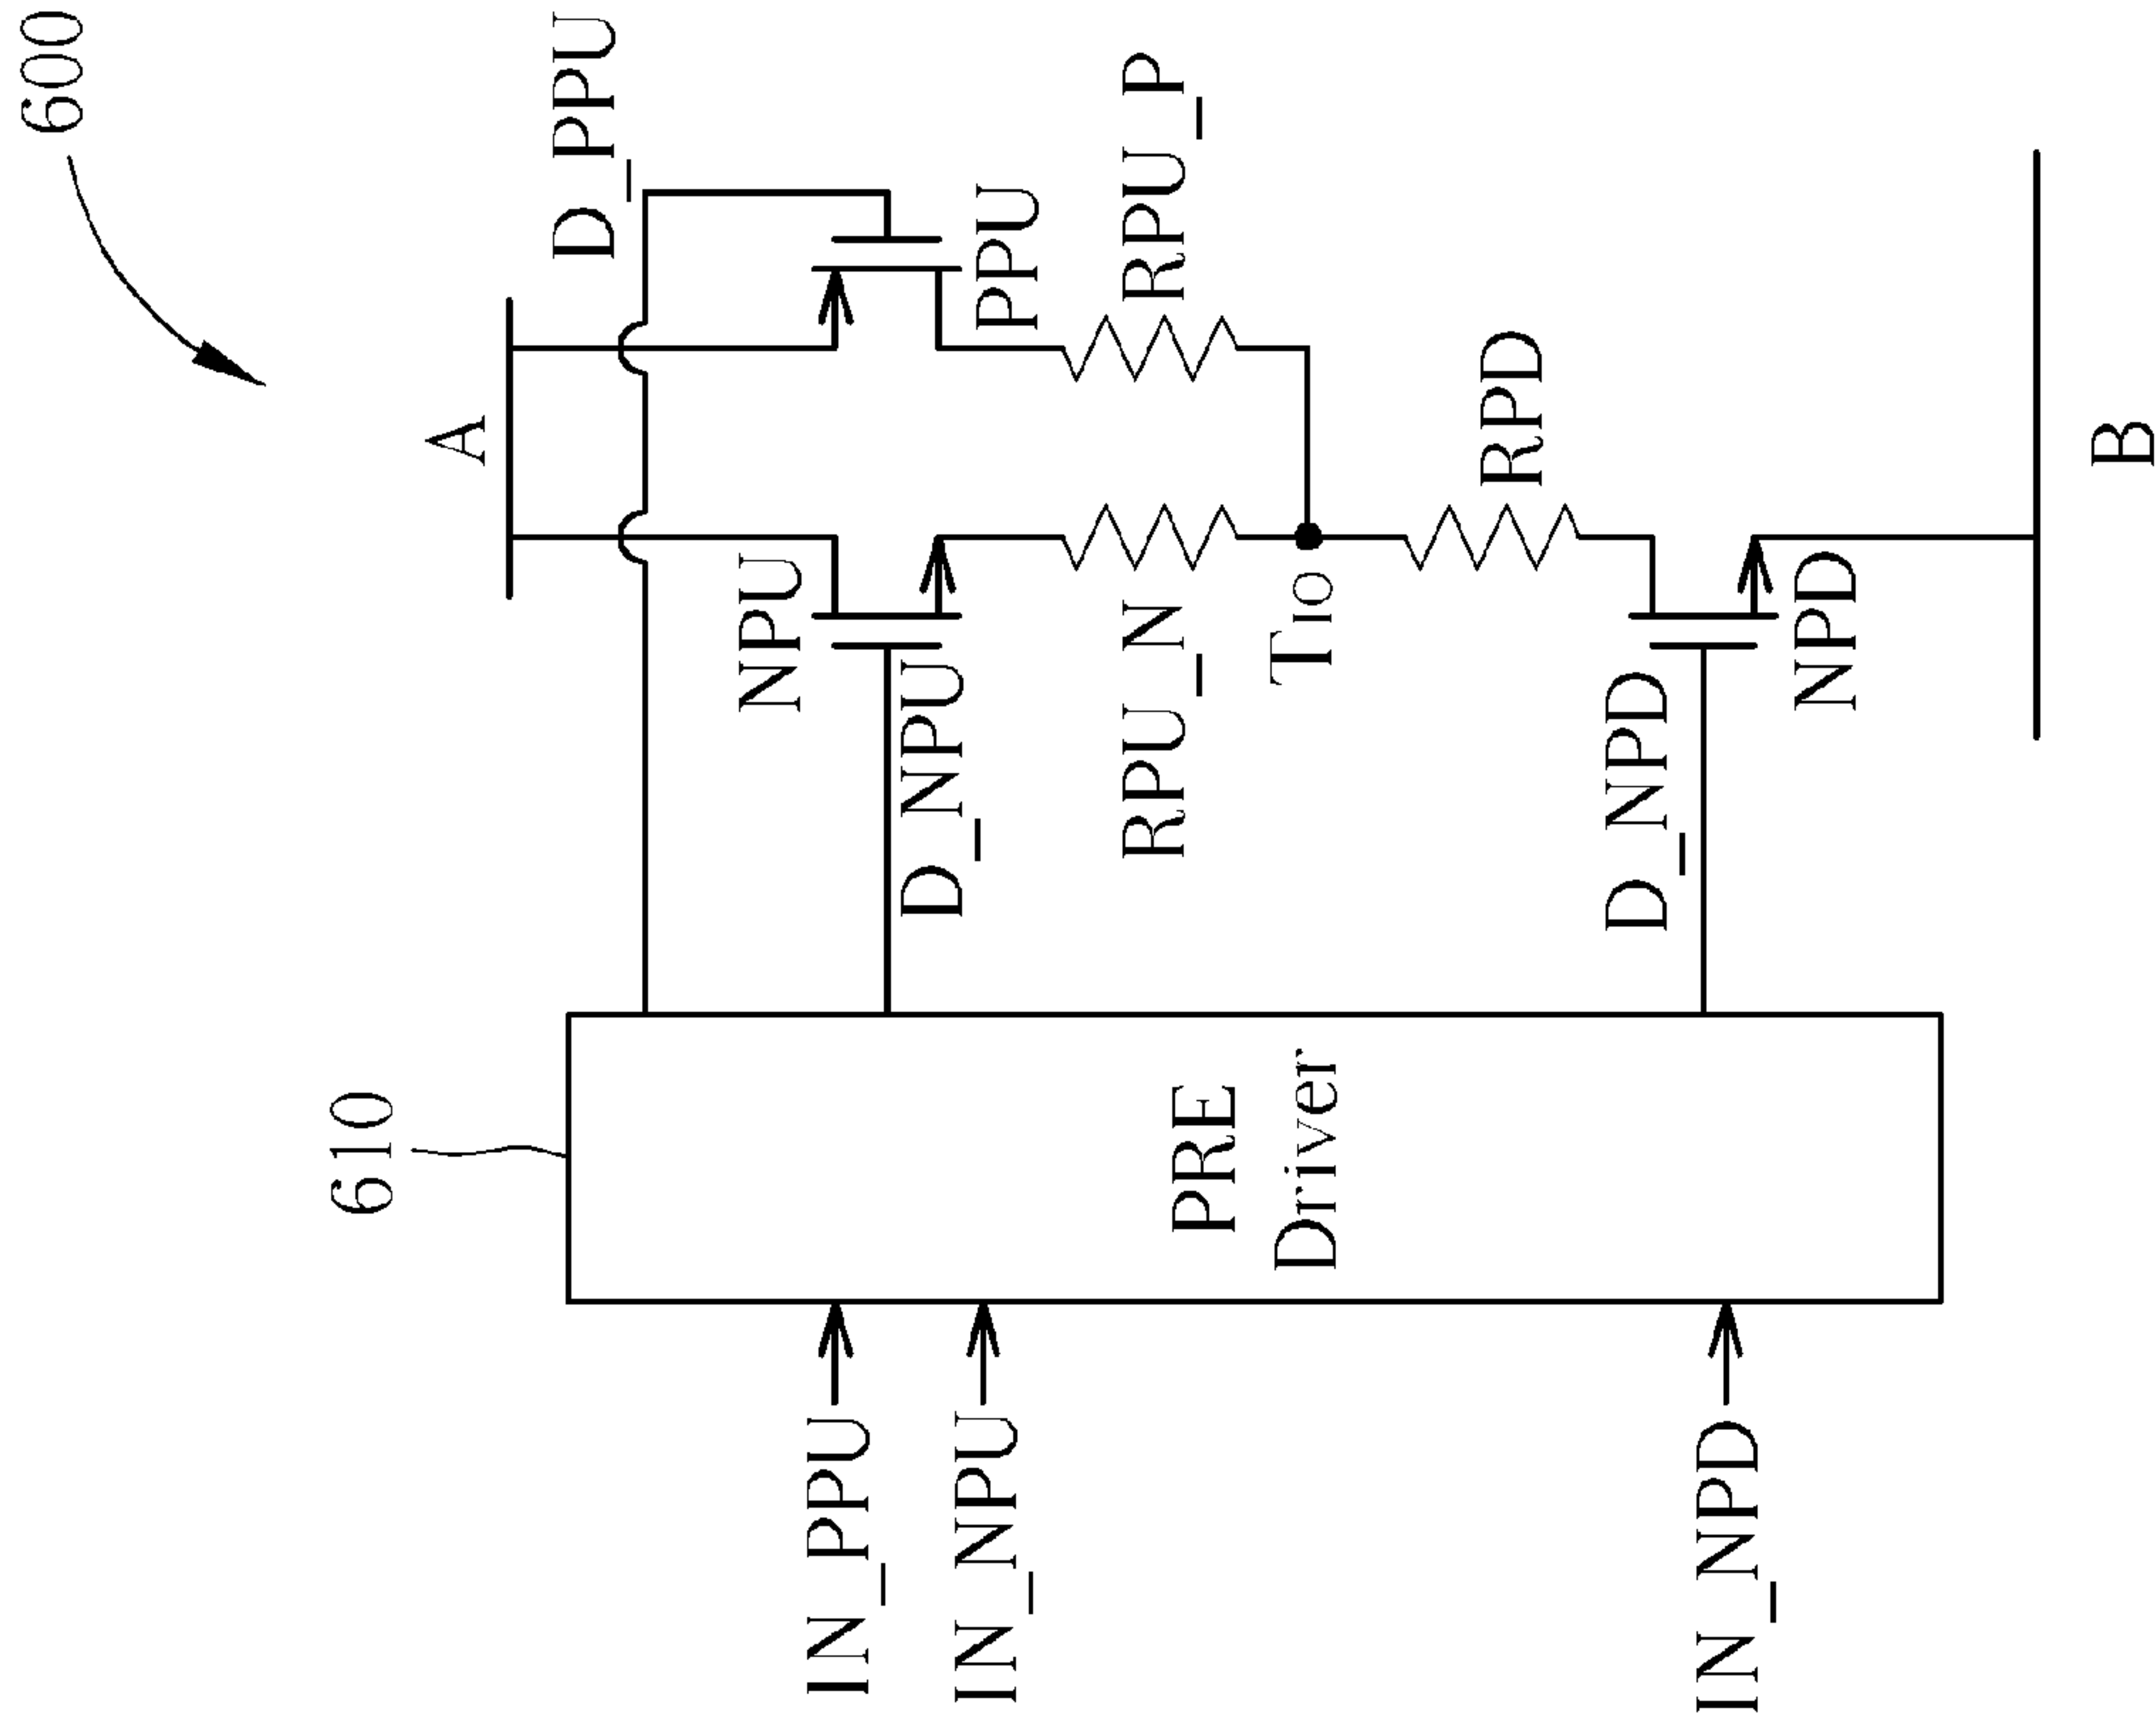 600
A
D_PPU
NPU
PPU
D_NPU
RPU_N
RPU_P
Tio
RPD
D_NPD
NPD
B
610
PRE
Driver
IN_PPU
IN_NPU
IN_NPD